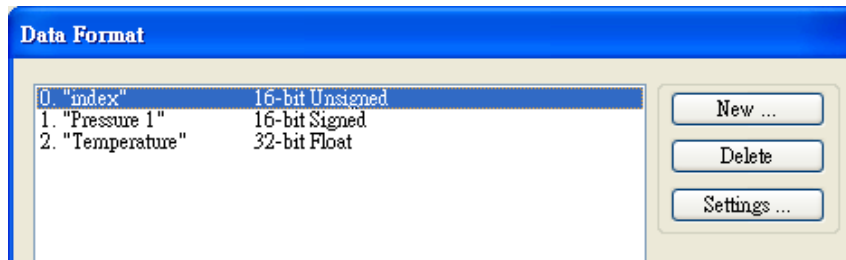 Data Format
0. "index" 16-bit Unsigned
1. "Pressure 1" 16-bit Signed
2. "Temperature" 32-bit Float
New ...
Delete
Settings ...